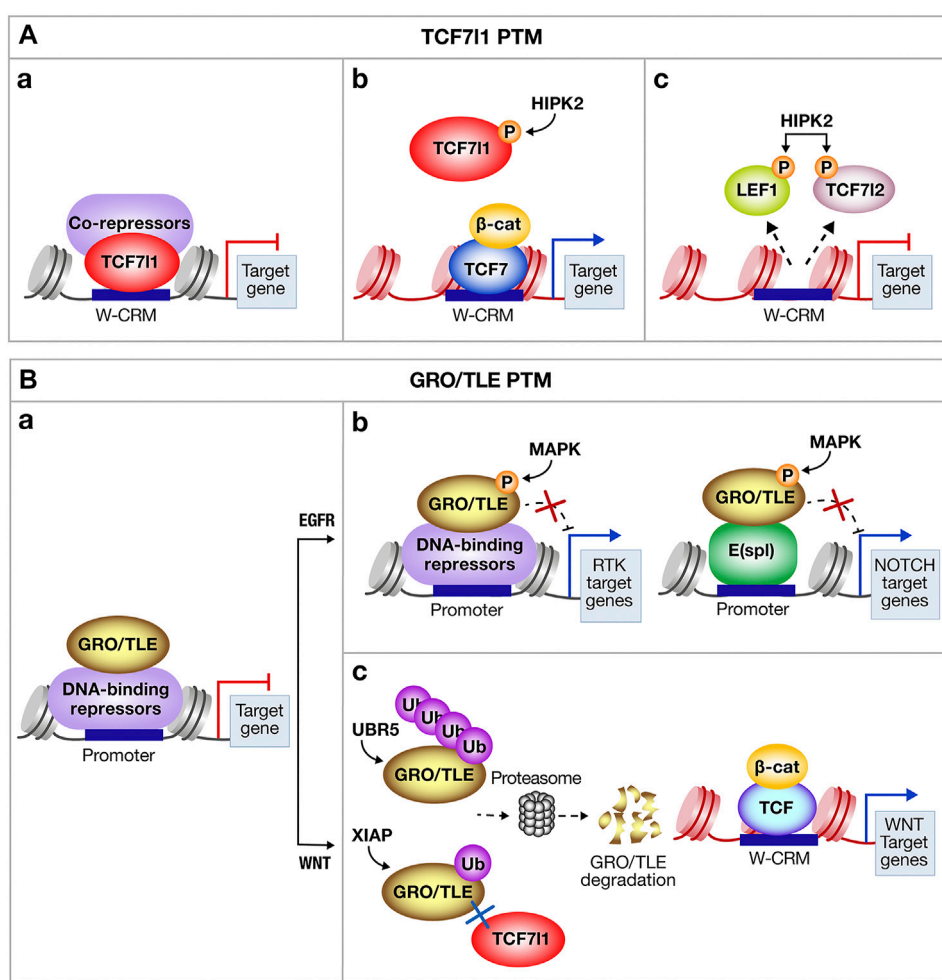 A
TCF7l1 PTM
a
Co-repressors
TCF7l1
Target
gene
W-CRM
b
HIPK2
P
TCF7l1
β-cat
TCF7
Target
gene
W-CRM
c
HIPK2
P
P
LEF1
TCF7l2
Target
gene
W-CRM
B
GRO/TLE PTM
a
GRO/TLE
DNA-binding
repressors
Target
gene
Promoter
EGFR
WNT
b
MAPK
P
GRO/TLE
DNA-binding
repressors
RTK
target
genes
Promoter
MAPK
P
GRO/TLE
E(spl)
NOTCH
target
genes
Promoter
c
Ub
Ub
Ub
Ub
UBR5
GRO/TLE
Proteasome
GRO/TLE
degradation
XIAP
Ub
GRO/TLE
TCF7l1
β-cat
TCF
W-CRM
WNT
Target
genes